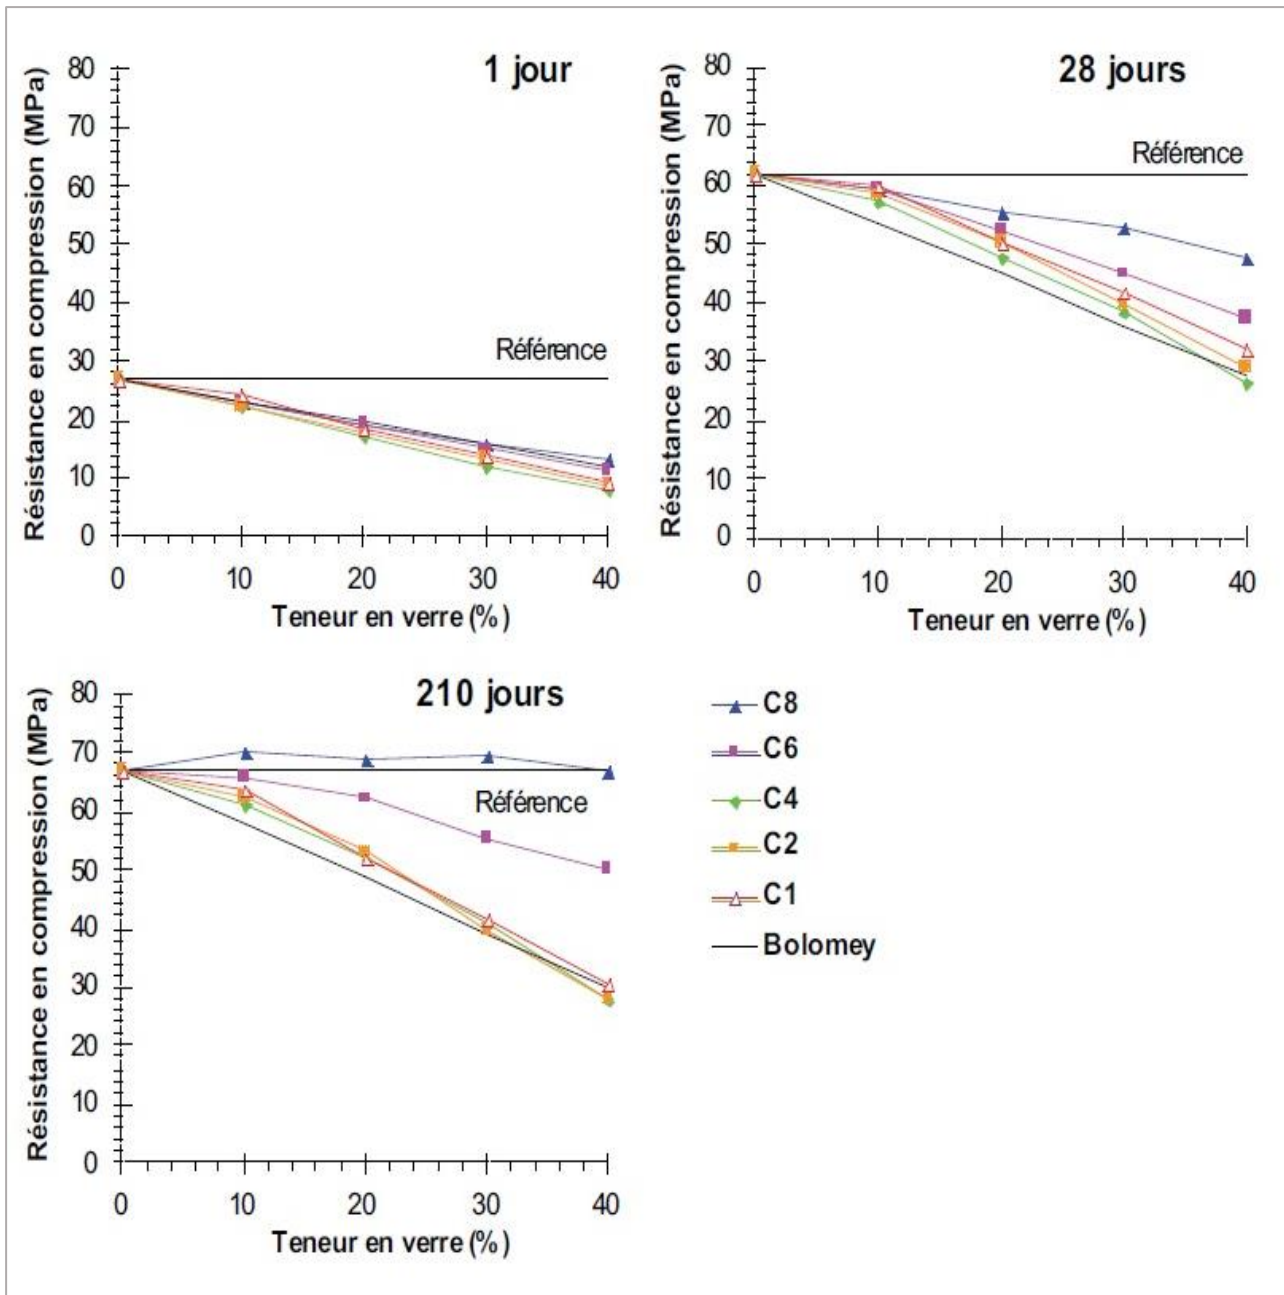 1 jour
Résistance en compression (MPa)
80
70
60
50
40
30
20
10
0
Référence
0 10 20 30 40
Teneur en verre (%)
28 jours
Résistance en compression (MPa)
80
70
60
50
40
30
20
10
0
Référence
0 10 20 30 40
Teneur en verre (%)
210 jours
Résistance en compression (MPa)
80
70
60
50
40
30
20
10
0
Référence
0 10 20 30 40
Teneur en verre (%)
C8
C6
C4
C2
C1
Bolomey